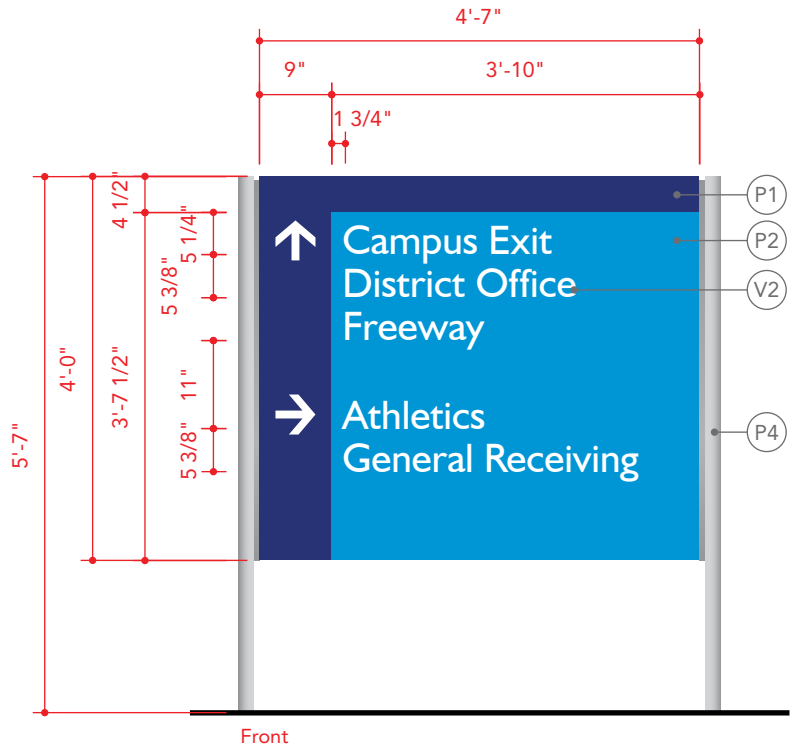 4'-7"
9"
3'-10"
1 3/4"
4 1/2"
5 1/4"
5 3/8"
11"
5 3/8"
3'-7 1/2"
4'-0"
5'-7"
Campus Exit
District Office
Freeway
Athletics
General Receiving
P1
P2
V2
P4
Front